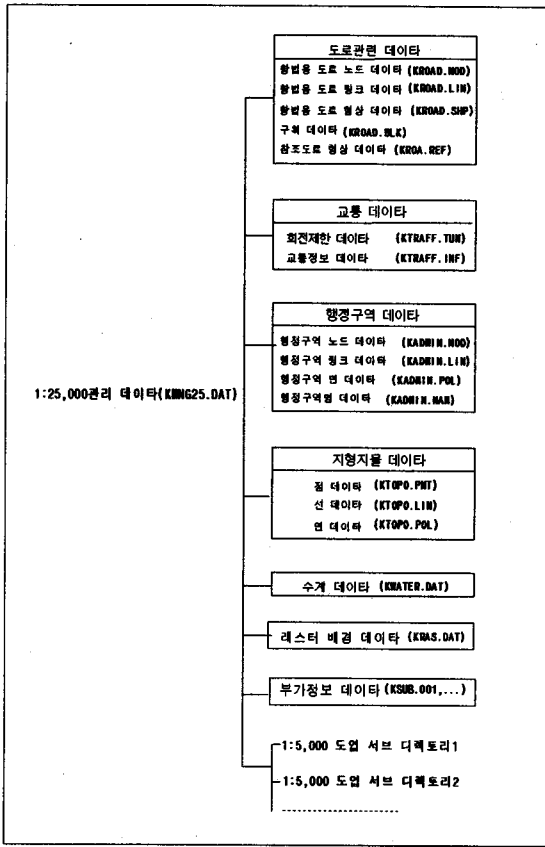 도로관련 데이타
항법용 도로 노드 데이타 (KROAD.NOD)
항법용 도로 링크 데이타 (KROAD.LIN)
항법용 도로 형상 데이타 (KROAD.SHP)
구획 데이타 (KROAD.BLK)
참조도로 형상 데이타 (KROA.REF)
교통 데이타
회전제한 데이타 (KTRAFF.TUN)
교통정보 데이타 (KTRAFF.INF)
행정구역 데이타
행정구역 노드 데이타 (KADMIN.NOD)
행정구역 링크 데이타 (KADMIN.LIN)
행정구역 면 데이타 (KADMIN.POL)
행정구역명 데이타 (KADMIN.NAM)
1:25,000관리 데이타(KMNG25.DAT)
지형지물 데이타
점 데이타 (KTOPO.PNT)
선 데이타 (KTOPO.LIN)
면 데이타 (KTOPO.POL)
수계 데이타 (KWATER.DAT)
래스터 배경 데이타 (KRAS.DAT)
부가정보 데이타 (KSUB.001,...)
1:5,000 도엽 서브 디렉토리1
1:5,000 도엽 서브 디렉토리2